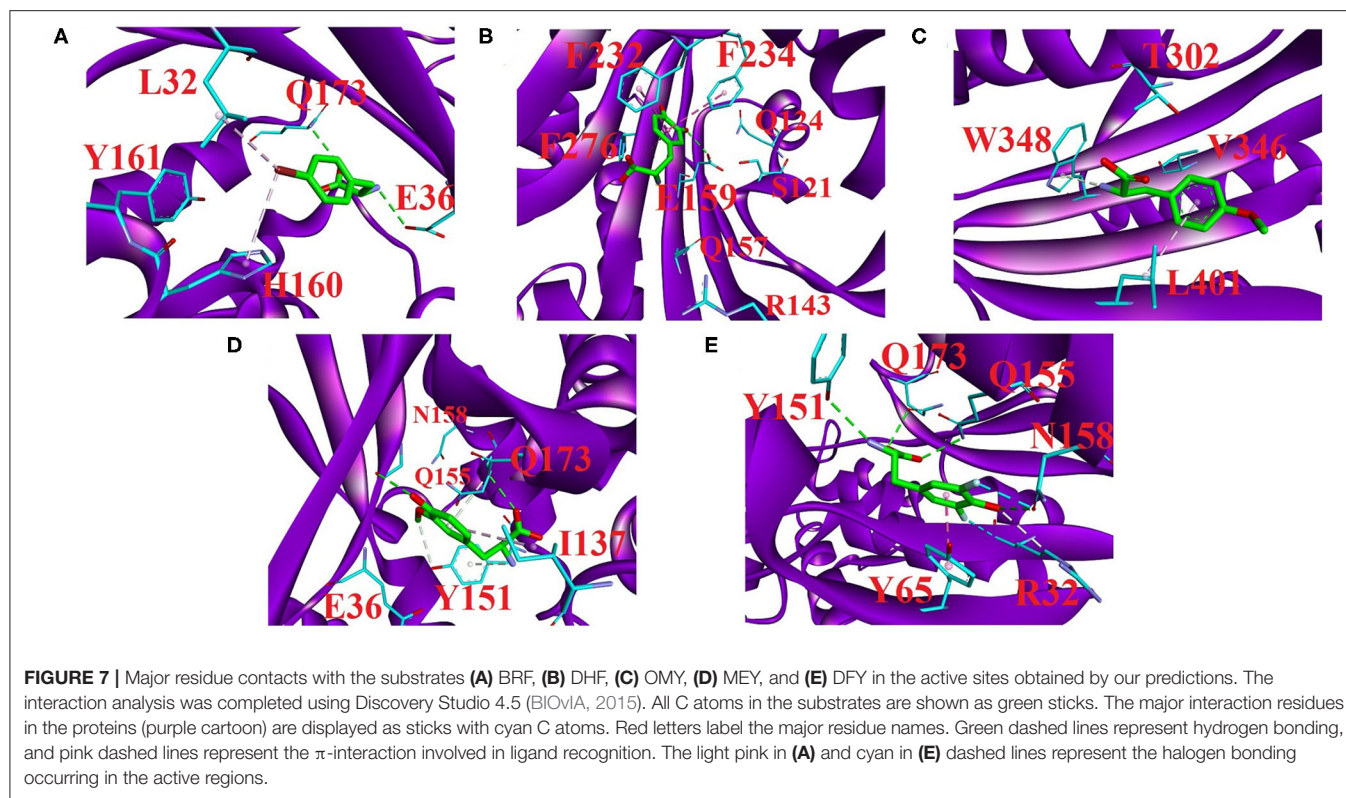 A
L32
Q173
Y161
E36
H160
B
F232
F234
Q124
F276
E159
S121
Q157
R143
C
T302
W348
V346
L401
D
N158
Q173
Q155
I137
E36
Y151
E
Q173
Q155
Y151
N158
Y65
R32
FIGURE 7 | Major residue contacts with the substrates (A) BRF, (B) DHF, (C) OMY, (D) MEY, and (E) DFY in the active sites obtained by our predictions. The
interaction analysis was completed using Discovery Studio 4.5 (BIOvIA, 2015). All C atoms in the substrates are shown as green sticks. The major interaction residues
in the proteins (purple cartoon) are displayed as sticks with cyan C atoms. Red letters label the major residue names. Green dashed lines represent hydrogen bonding,
and pink dashed lines represent the π-interaction involved in ligand recognition. The light pink in (A) and cyan in (E) dashed lines represent the halogen bonding
occurring in the active regions.